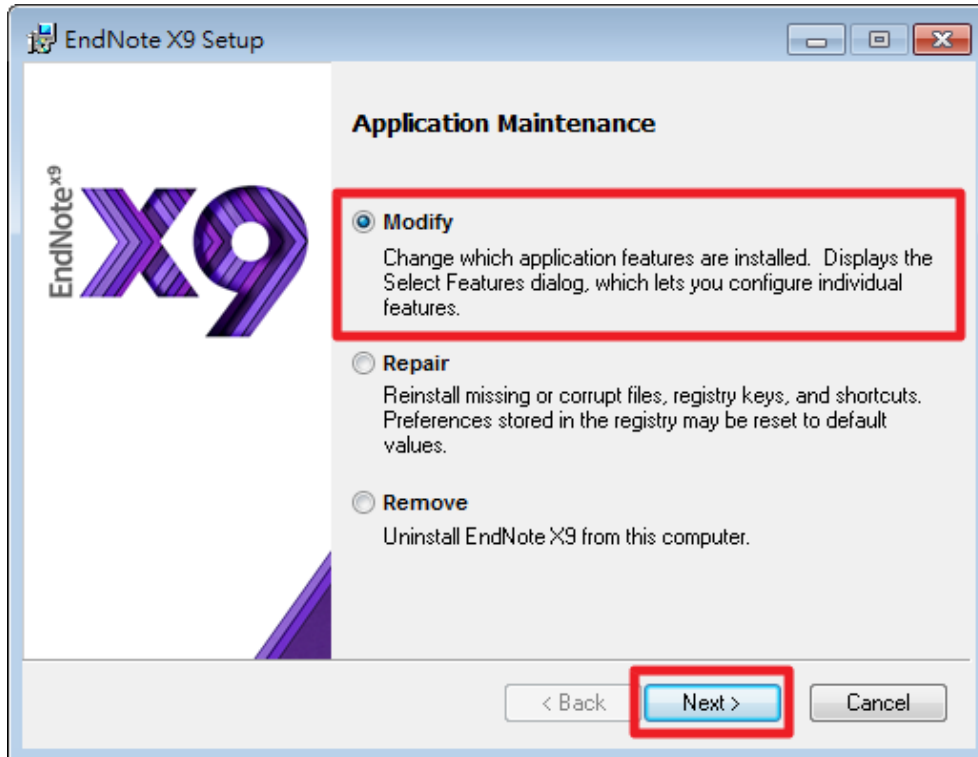 EndNote X9 Setup
Application Maintenance
EndNote x9
X9
Modify
Change which application features are installed. Displays the
Select Features dialog, which lets you configure individual
features.
Repair
Reinstall missing or corrupt files, registry keys, and shortcuts.
Preferences stored in the registry may be reset to default
values.
Remove
Uninstall EndNote X9 from this computer.
< Back
Next >
Cancel